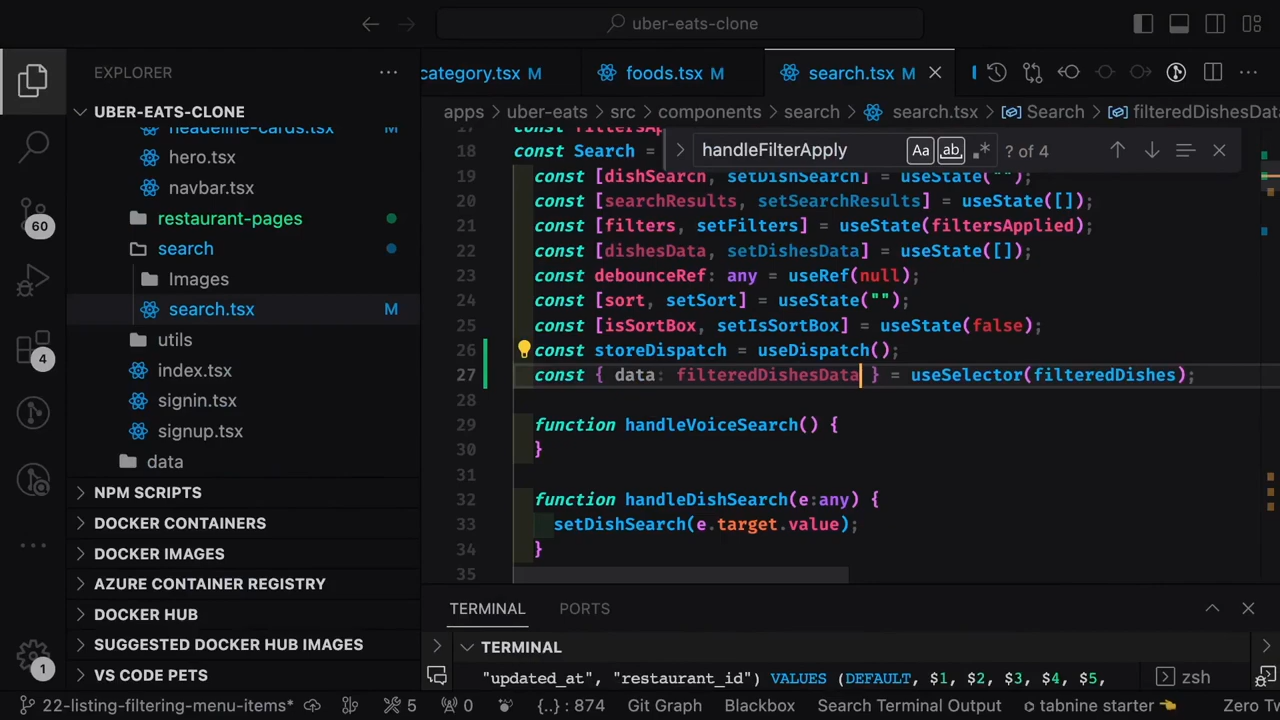 uber-eats-clone
EXPLORER
category.tsx M
foods.tsx M
search.tsx M
UBER-EATS-CLONE
apps > uber-eats > src > components > search > search.tsx > Search > filteredDishesData
headeline-cards.tsx M
hero.tsx
navbar.tsx
restaurant-pages
search
Images
search.tsx M
utils
index.tsx
signin.tsx
signup.tsx
data
NPM SCRIPTS
DOCKER CONTAINERS
DOCKER IMAGES
AZURE CONTAINER REGISTRY
DOCKER HUB
SUGGESTED DOCKER HUB IMAGES
VS CODE PETS
60
4
1
handleFilterApply
Aa
ab
? of 4
17 const filtersAp
18 const Search =
19 const [dishSearch, setDishSearch] = useState("");
20 const [searchResults, setSearchResults] = useState([]);
21 const [filters, setFilters] = useState(filtersApplied);
22 const [dishesData, setDishesData] = useState([]);
23 const debounceRef: any = useRef(null);
24 const [sort, setSort] = useState("");
25 const [isSortBox, setIsSortBox] = useState(false);
26 const storeDispatch = useDispatch();
27 const { data: filteredDishesData } = useSelector(filteredDishes);
28
29 function handleVoiceSearch() {
30 }
31
32 function handleDishSearch(e:any) {
33 setDishSearch(e.target.value);
34 }
35
TERMINAL
PORTS
TERMINAL
"updated_at", "restaurant_id") VALUES (DEFAULT, $1, $2, $3, $4, $5,
zsh
22-listing-filtering-menu-items*
5
0
{..} : 874
Git Graph
Blackbox
Search Terminal Output
tabnine starter
Zero T